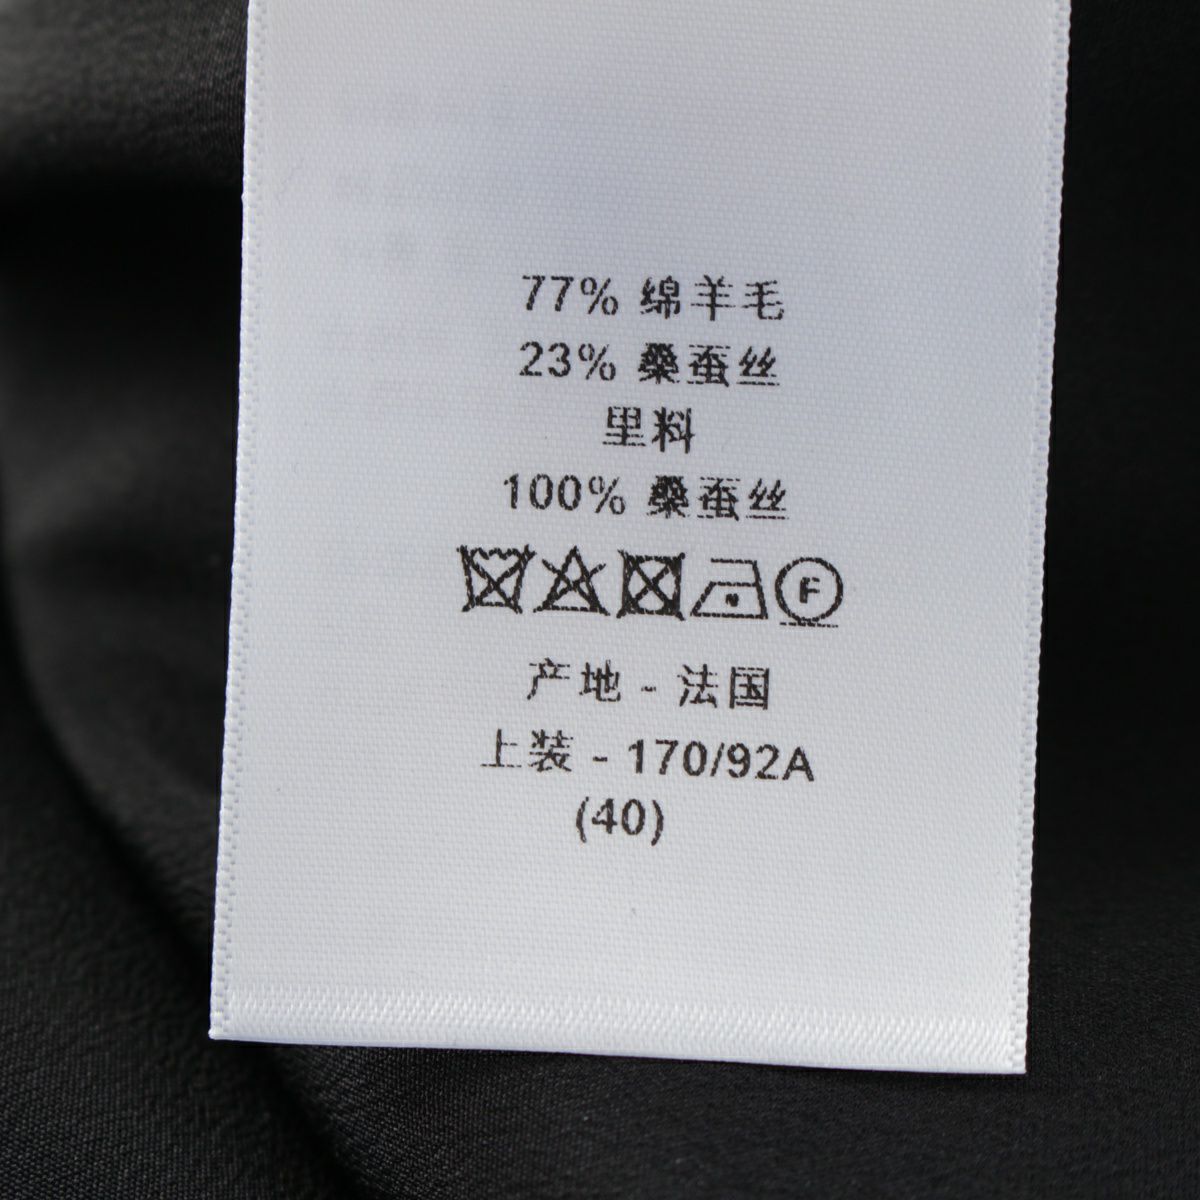 77% 绵羊毛
23% 桑蚕丝
里料
100% 桑蚕丝
F
产地 - 法国
上装 - 170/92A
(40)